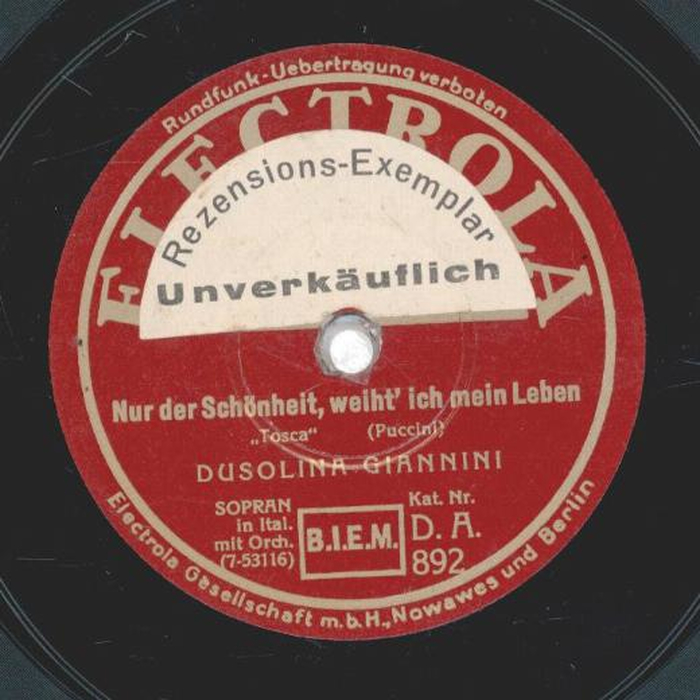 Rundfunk-Uebertragung verboten
ELECTROLA
Rezensions-Exemplar
Unverkäuflich
Nur der Schönheit, weiht' ich mein Leben
„Tosca“ (Puccini)
DUSOLINA GIANNINI
SOPRAN
in Ital.
mit Orch.
(7-53116)
B.I.E.M.
Kat. Nr.
D. A.
892
Electrola Gesellschaft m.b.H., Nowawes und Berlin